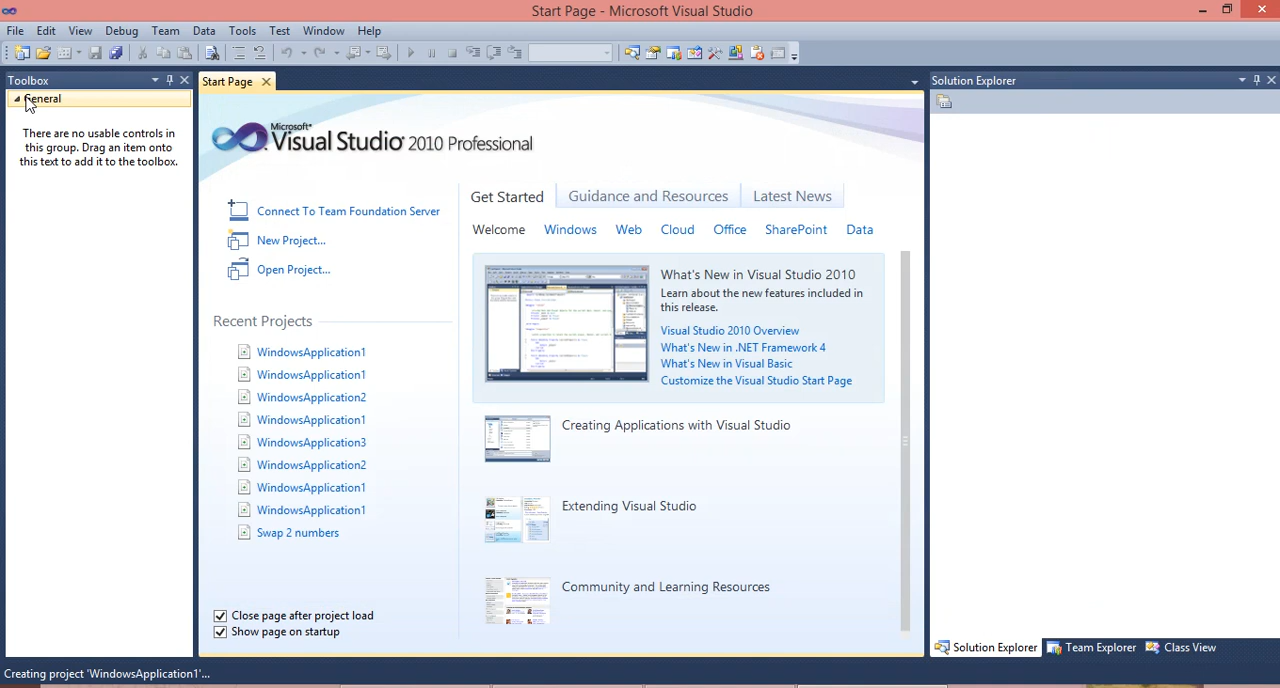 Start Page - Microsoft Visual Studio
File Edit View Debug Team Data Tools Test Window Help
Toolbox
General
There are no usable controls in
this group. Drag an item onto
this text to add it to the toolbox.
Start Page
Microsoft®
Visual Studio® 2010 Professional
Connect To Team Foundation Server
New Project...
Open Project...
Recent Projects
WindowsApplication1
WindowsApplication1
WindowsApplication2
WindowsApplication1
WindowsApplication3
WindowsApplication2
WindowsApplication1
WindowsApplication1
Swap 2 numbers
Close page after project load
Show page on startup
Get Started Guidance and Resources Latest News
Welcome Windows Web Cloud Office SharePoint Data
What's New in Visual Studio 2010
Learn about the new features included in
this release.
Visual Studio 2010 Overview
What's New in .NET Framework 4
What's New in Visual Basic
Customize the Visual Studio Start Page
Creating Applications with Visual Studio
Extending Visual Studio
Community and Learning Resources
Solution Explorer
Solution Explorer Team Explorer Class View
Creating project 'WindowsApplication1'...